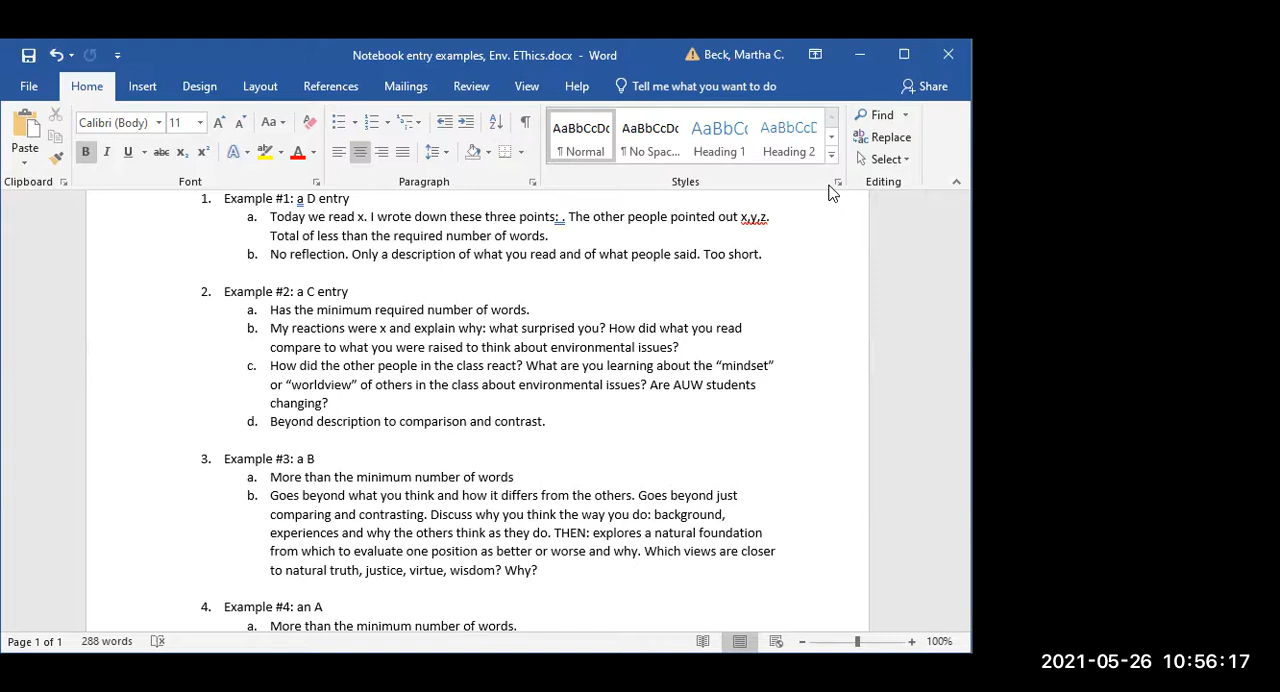 Notebook entry examples, Env. EThics.docx - Word
Beck, Martha C.
File Home Insert Design Layout References Mailings Review View Help Tell me what you want to do Share
Paste
Calibri (Body) 11 A A Aa
B I U abc x₂ x² A A
AaBbCcDc AaBbCcDc AaBbCc AaBbCcD
¶ Normal ¶ No Spac... Heading 1 Heading 2
Find
Replace
Select
Clipboard Font Paragraph Styles Editing
1. Example #1: a D entry
a. Today we read x. I wrote down these three points: . The other people pointed out x,y,z.
Total of less than the required number of words.
b. No reflection. Only a description of what you read and of what people said. Too short.
2. Example #2: a C entry
a. Has the minimum required number of words.
b. My reactions were x and explain why: what surprised you? How did what you read
compare to what you were raised to think about environmental issues?
c. How did the other people in the class react? What are you learning about the “mindset”
or “worldview” of others in the class about environmental issues? Are AUW students
changing?
d. Beyond description to comparison and contrast.
3. Example #3: a B
a. More than the minimum number of words
b. Goes beyond what you think and how it differs from the others. Goes beyond just
comparing and contrasting. Discuss why you think the way you do: background,
experiences and why the others think as they do. THEN: explores a natural foundation
from which to evaluate one position as better or worse and why. Which views are closer
to natural truth, justice, virtue, wisdom? Why?
4. Example #4: an A
a. More than the minimum number of words.
Page 1 of 1 288 words 100%
2021-05-26 10:56:17